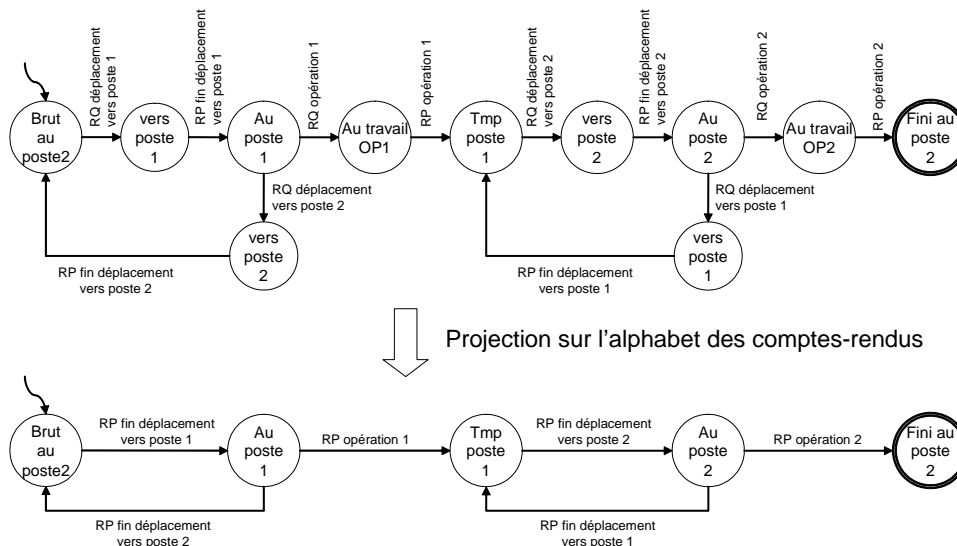 RQ déplacement
vers poste 1
RP fin déplacement
vers poste 1
RQ opération 1
RP opération 1
RQ déplacement
vers poste 2
RP fin déplacement
vers poste 2
RQ opération 2
RP opération 2
Brut
au
poste2
vers
poste
1
Au
poste
1
Au travail
OP1
Tmp
poste
1
vers
poste
2
Au
poste
2
Au travail
OP2
Fini au
poste
2
RQ déplacement
vers poste 2
RQ déplacement
vers poste 1
vers
poste
2
vers
poste
1
RP fin déplacement
vers poste 2
RP fin déplacement
vers poste 1
Projection sur l'alphabet des comptes-rendus
Brut
au
poste2
RP fin déplacement
vers poste 1
Au
poste
1
RP opération 1
Tmp
poste
1
RP fin déplacement
vers poste 2
Au
poste
2
RP opération 2
Fini au
poste
2
RP fin déplacement
vers poste 2
RP fin déplacement
vers poste 1